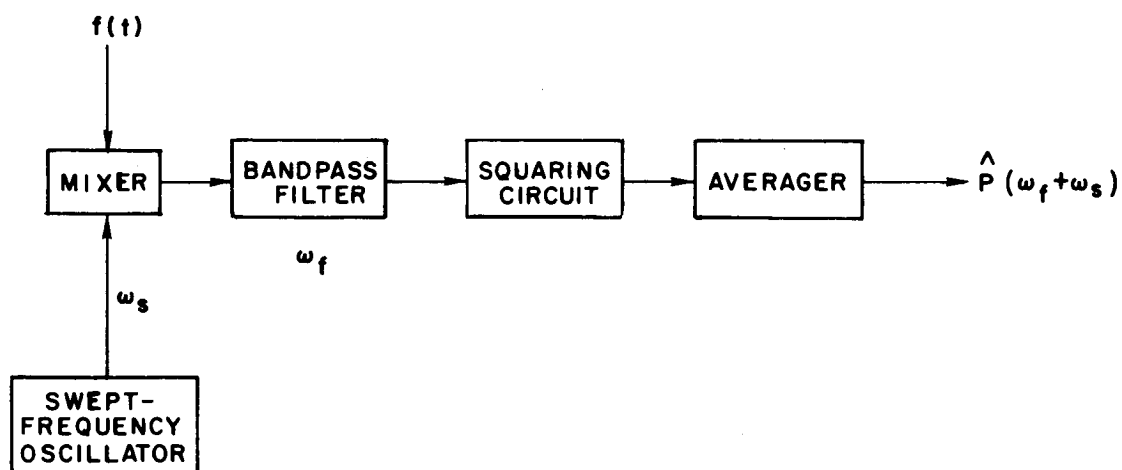 f(t)
MIXER
BANDPASS
FILTER
SQUARING
CIRCUIT
AVERAGER
P̂ (ω_f+ω_s)
ω_f
ω_s
SWEPT-
FREQUENCY
OSCILLATOR